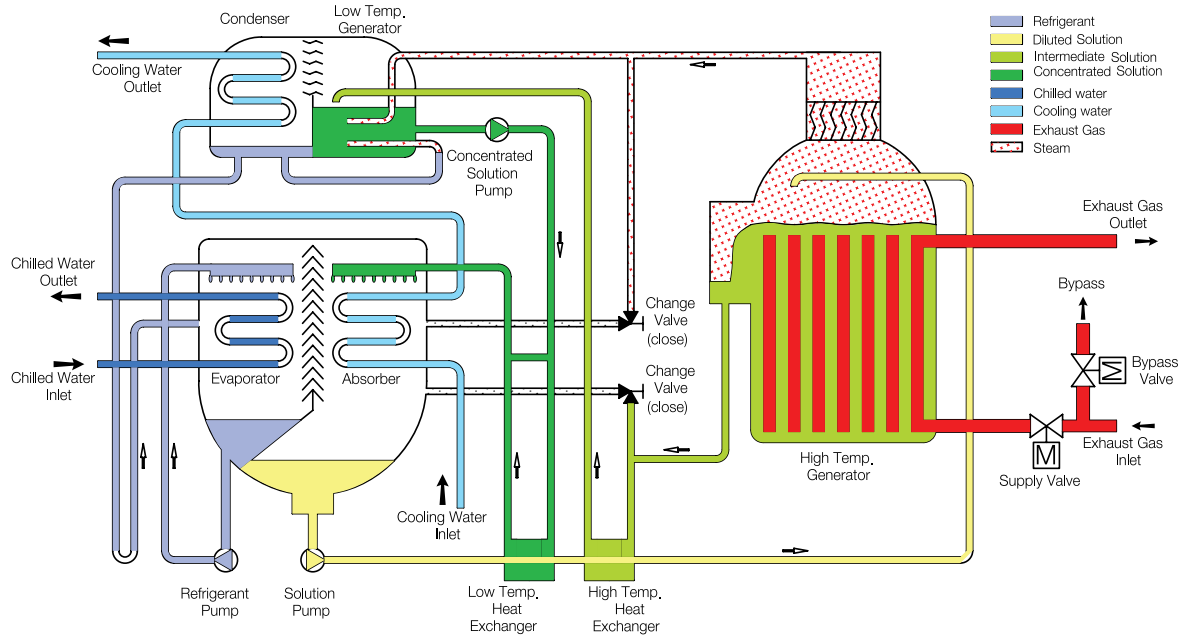 Condenser
Low Temp.
Generator
Cooling Water
Outlet
Concentrated
Solution
Pump
Refrigerant
Diluted Solution
Intermediate Solution
Concentrated Solution
Chilled water
Cooling water
Exhaust Gas
Steam
Exhaust Gas
Outlet
Chilled Water
Outlet
Chilled Water
Inlet
Evaporator
Absorber
Change
Valve
(close)
Change
Valve
(close)
Bypass
Bypass
Valve
M
Exhaust Gas
Inlet
M
Supply Valve
High Temp.
Generator
Cooling Water
Inlet
Refrigerant
Pump
Solution
Pump
Low Temp.
Heat
Exchanger
High Temp.
Heat
Exchanger